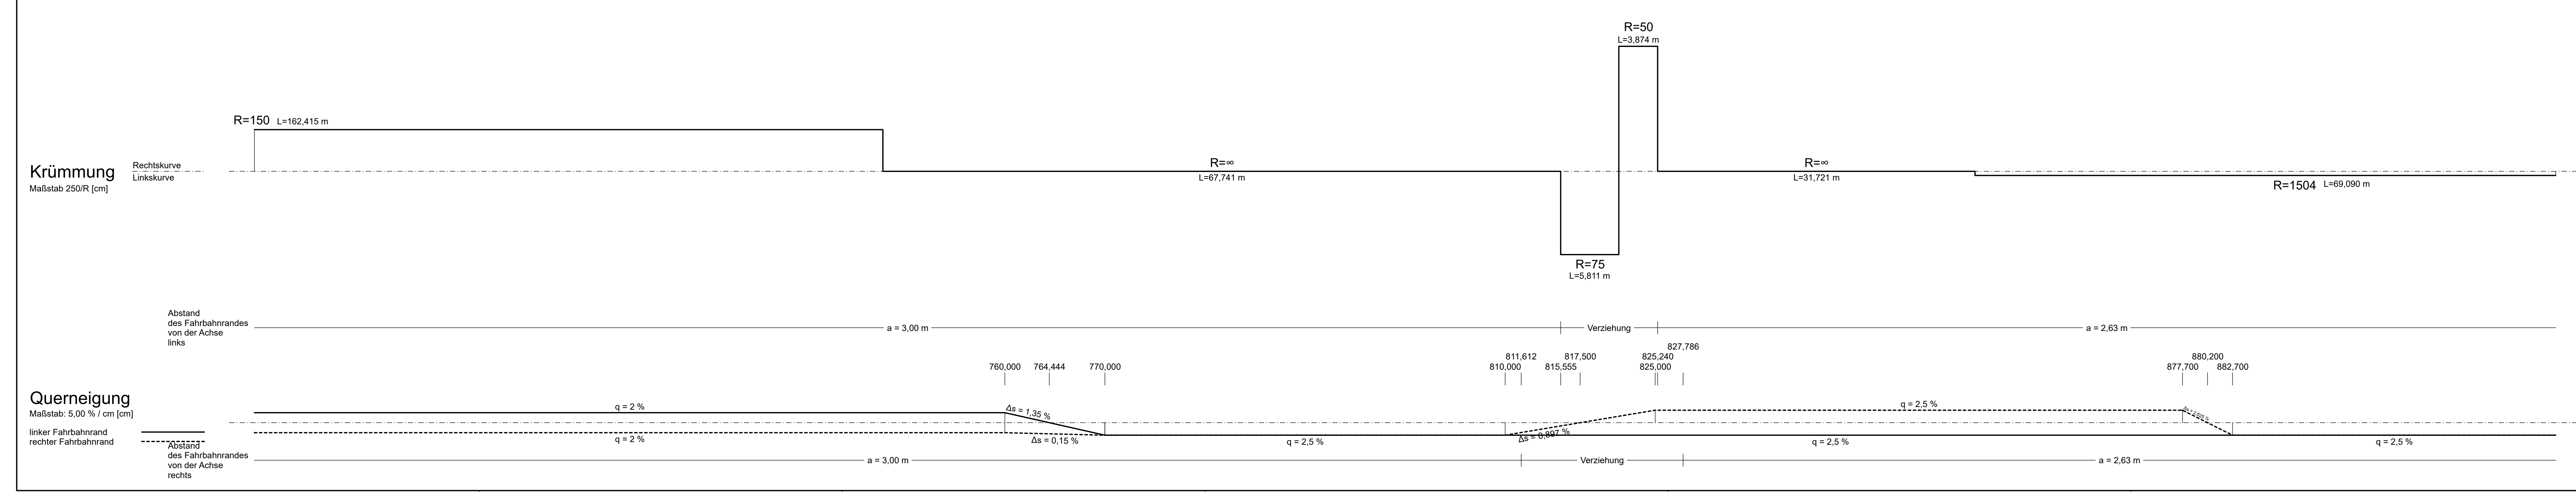 R=50
L=3,874 m
R=150 L=162,415 m
Krümmung
Maßstab 250/R [cm]
Rechtskurve
Linkskurve
R=∞
L=67,741 m
R=∞
L=31,721 m
R=1504 L=69,090 m
R=75
L=5,811 m
Abstand
des Fahrbahnrandes
von der Achse
links
a = 3,00 m
Verziehung
a = 2,63 m
827,786
811,612
817,500
825,240
880,200
760,000
764,444
770,000
810,000
815,555
825,000
877,700
882,700
Querneigung
Maßstab: 5,00 % / cm [cm]
linker Fahrbahnrand
rechter Fahrbahnrand
q = 2 %
Δs = 1,35 %
q = 2,5 %
q = 2 %
Δs = 0,15 %
q = 2,5 %
Δs = 0,897 %
q = 2,5 %
q = 2,5 %
Abstand
des Fahrbahnrandes
von der Achse
rechts
a = 3,00 m
Verziehung
a = 2,63 m